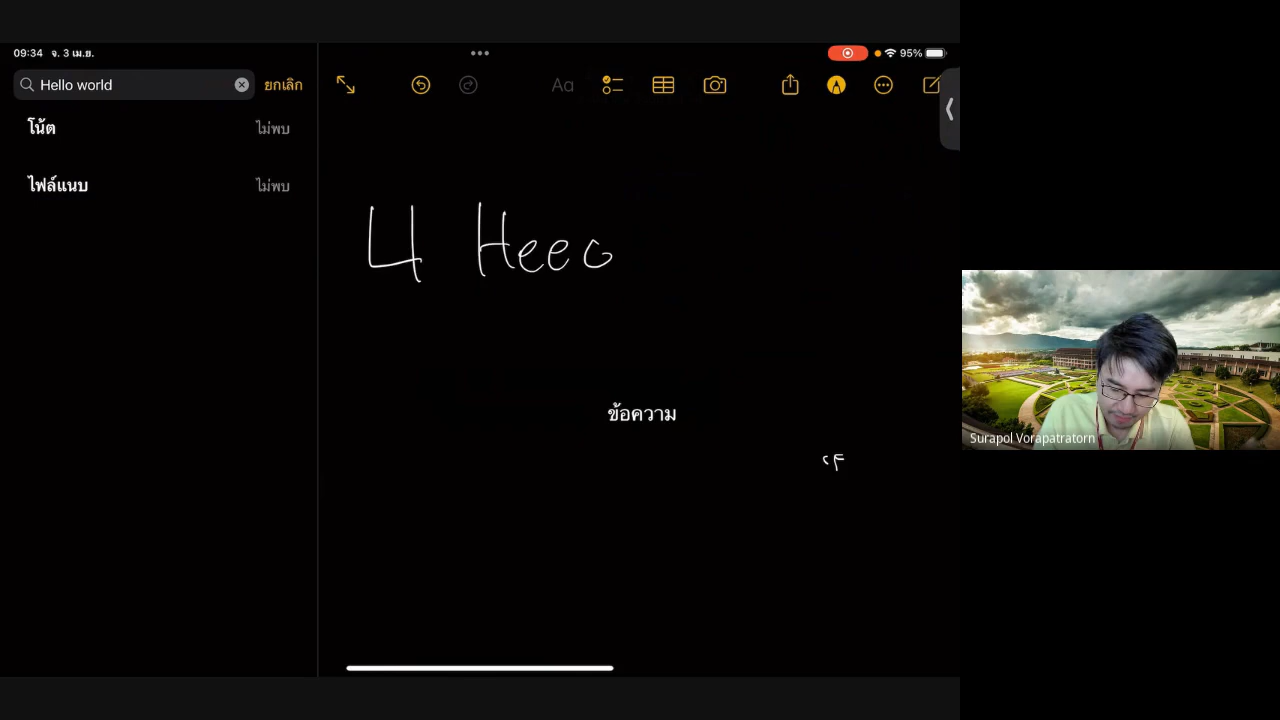 09:34 จ. 3 เม.ย.
95%
Hello world
ยกเลิก
Aa
โน้ต ไม่พบ
ไฟล์แนบ ไม่พบ
4 Heeo
ข้อความ
Surapol Vorapatratorn